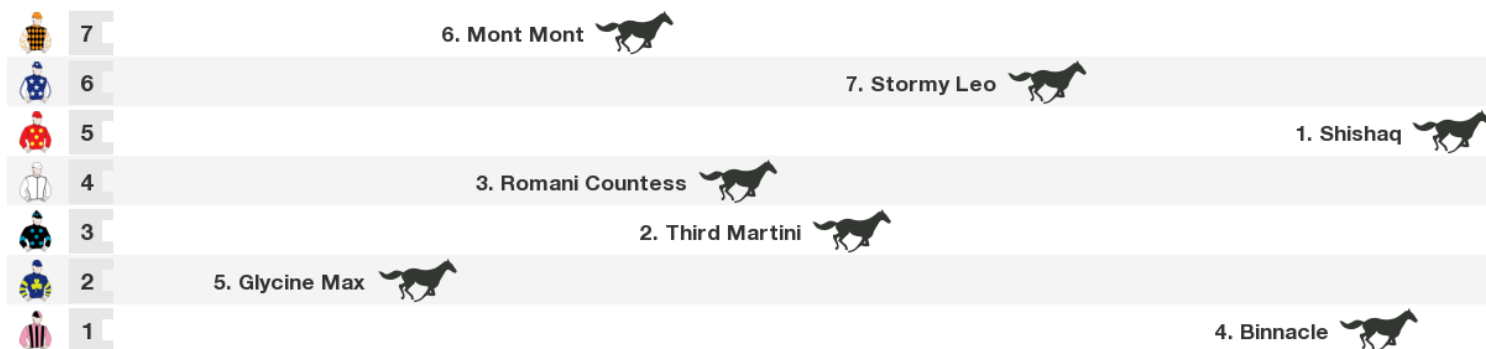 7 6. Mont Mont
6 7. Stormy Leo
5 1. Shishaq
4 3. Romani Countess
3 2. Third Martini
2 5. Glycine Max
1 4. Binnacle